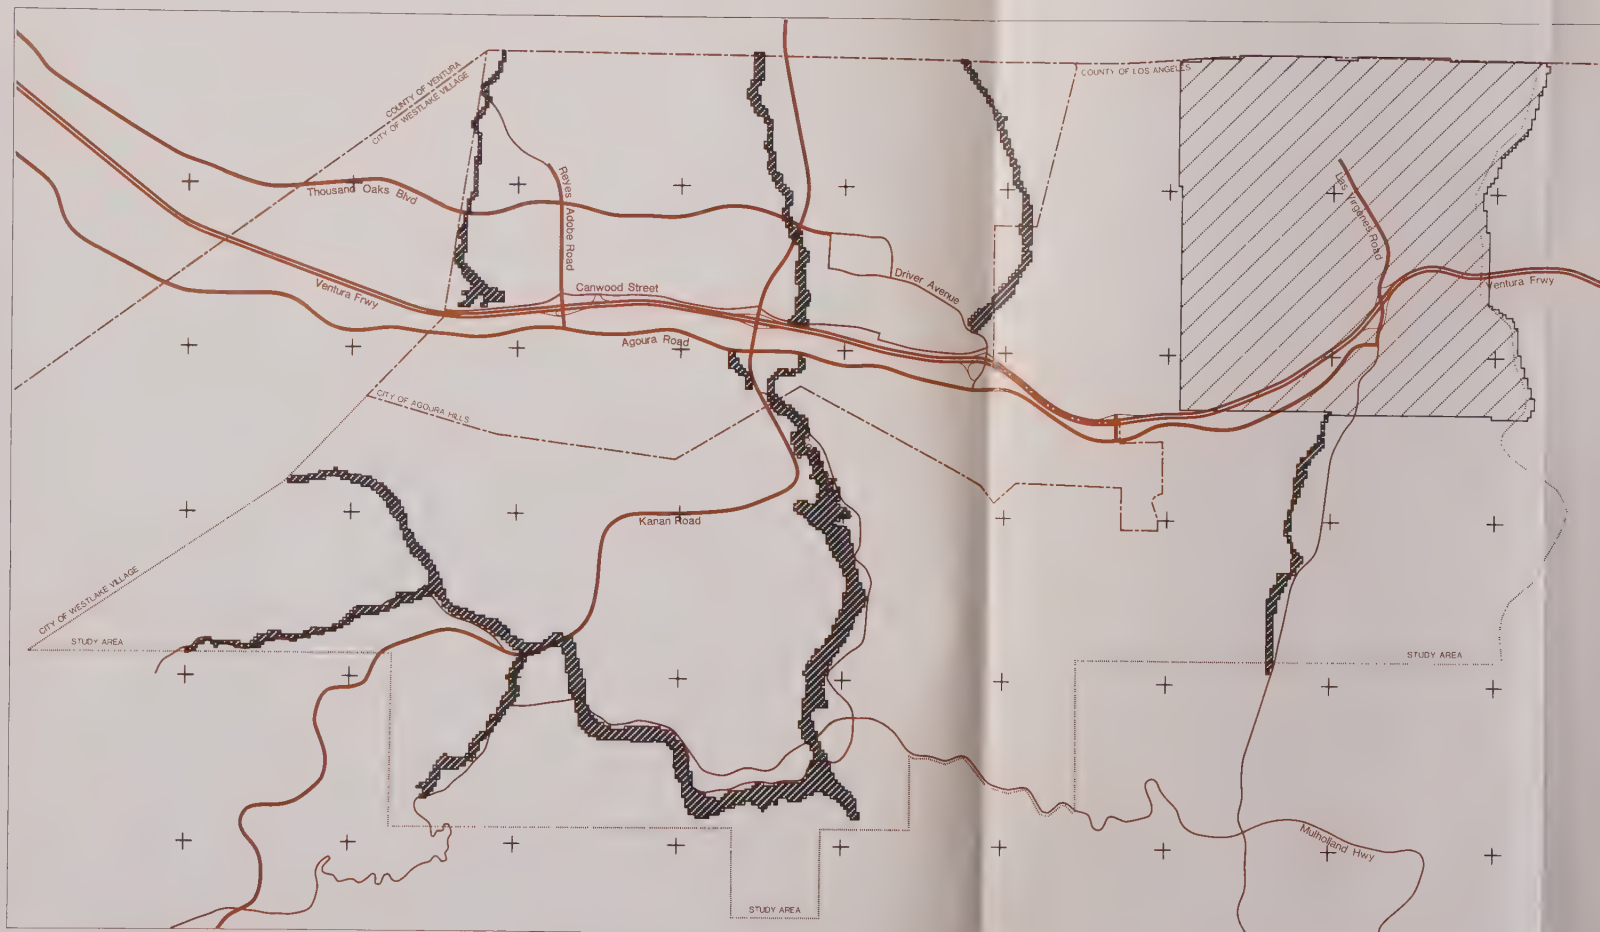 COUNTY OF VENTURA
CITY OF WESTLAKE VILLAGE
COUNTY OF LOS ANGELES
Thousand Oaks Blvd
Reyes Adobe Road
Las Virgenes Road
Driver Avenue
Ventura Frwy
Canwood Street
Ventura Frwy
Agoura Road
CITY OF AGOURA HILLS
Kanan Road
CITY OF WESTLAKE VILLAGE
STUDY AREA
STUDY AREA
Mulholland Hwy
STUDY AREA